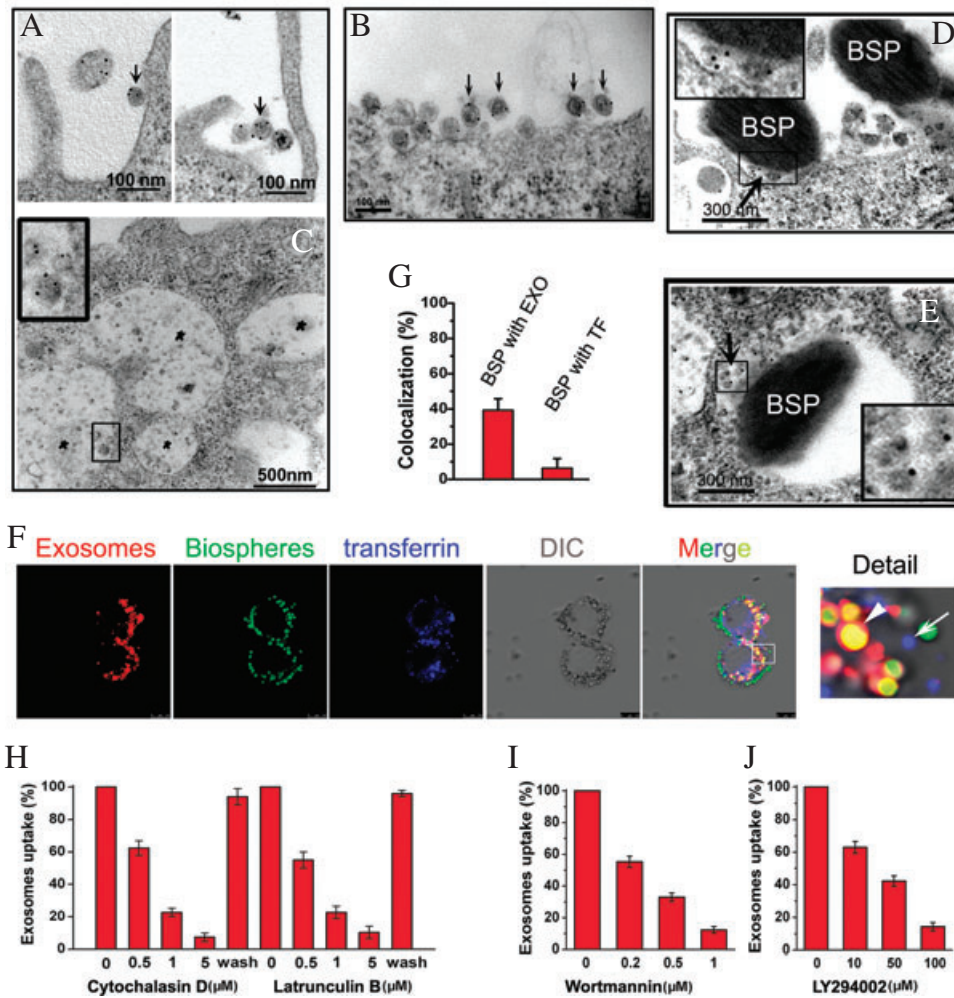 A
100 nm
100 nm
B
100 nm
BSP
D
BSP
300 nm
C
500nm
G
Colocalization (%)
100
80
60
40
20
0
BSP with EXO
BSP with TF
E
BSP
300 nm
F
Exosomes
Biospheres
transferrin
DIC
Merge
Detail
H
Exosomes uptake (%)
100
80
60
40
20
0
0 0.5 1 5 wash 0 0.5 1 5 wash
Cytochalasin D(μM) Latrunculin B(μM)
I
Exosomes uptake (%)
100
80
60
40
20
0
0 0.2 0.5 1
Wortmannin(μM)
J
Exosomes uptake (%)
100
80
60
40
20
0
0 10 50 100
LY294002(μM)